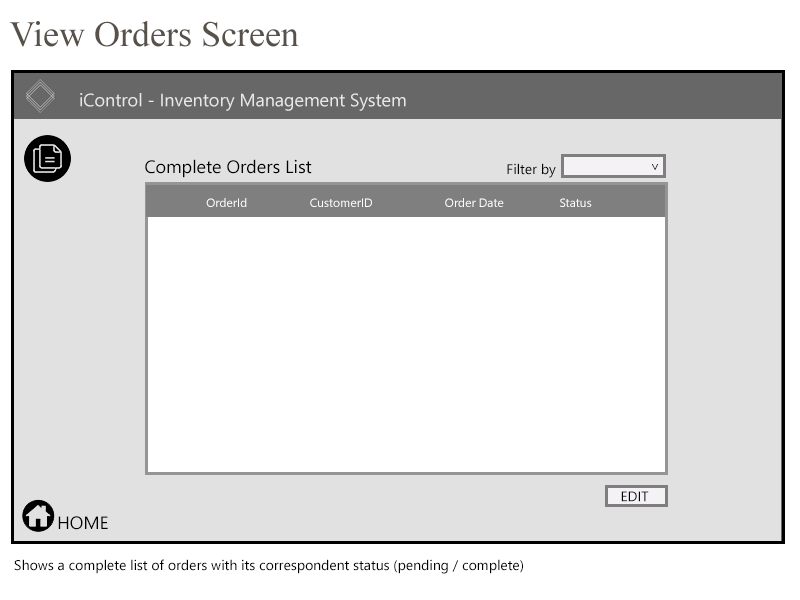 View Orders Screen
iControl - Inventory Management System
Complete Orders List
Filter by
v
OrderId CustomerID Order Date Status
EDIT
HOME
Shows a complete list of orders with its correspondent status (pending / complete)